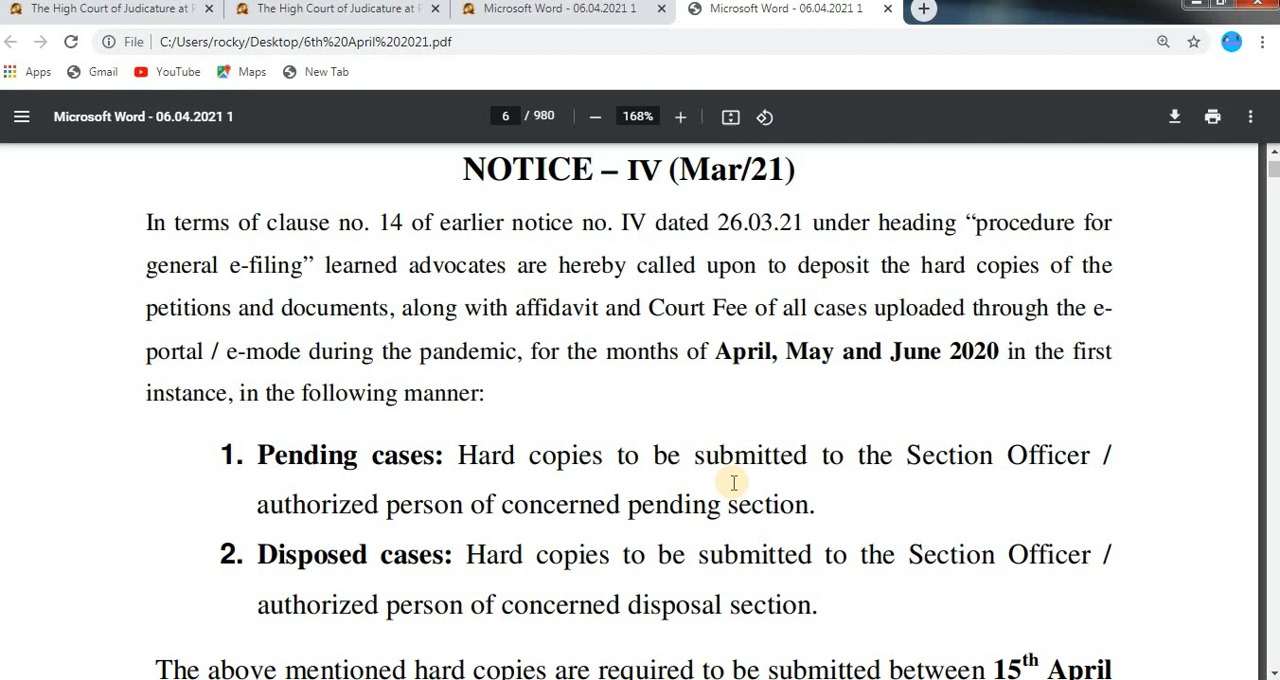 The High Court of Judicature at P
The High Court of Judicature at P
Microsoft Word - 06.04.2021 1
Microsoft Word - 06.04.2021 1
File
C:/Users/rocky/Desktop/6th%20April%202021.pdf
Apps
Gmail
YouTube
Maps
New Tab
Microsoft Word - 06.04.2021 1
6 / 980
168%
NOTICE – IV (Mar/21)
In terms of clause no. 14 of earlier notice no. IV dated 26.03.21 under heading “procedure for
general e-filing” learned advocates are hereby called upon to deposit the hard copies of the
petitions and documents, along with affidavit and Court Fee of all cases uploaded through the e-
portal / e-mode during the pandemic, for the months of April, May and June 2020 in the first
instance, in the following manner:
1. Pending cases: Hard copies to be submitted to the Section Officer /
authorized person of concerned pending section.
2. Disposed cases: Hard copies to be submitted to the Section Officer /
authorized person of concerned disposal section.
The above mentioned hard copies are required to be submitted between 15th April